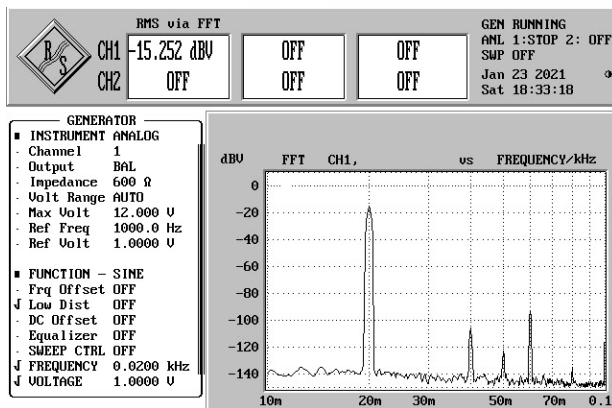 RMS via FFT
R&S
CH1 -15.252 dBV OFF OFF
CH2 OFF OFF OFF
GEN RUNNING
ANL 1:STOP 2: OFF
SWP OFF
Jan 23 2021
Sat 18:33:18
GENERATOR
INSTRUMENT ANALOG
Channel 1
Output BAL
Impedance 600 Ω
Volt Range AUTO
Max Volt 12.000 V
Ref Freq 1000.0 Hz
Ref Volt 1.0000 V
FUNCTION - SINE
Frq Offset OFF
Low Dist OFF
DC Offset OFF
Equalizer OFF
SWEEP CTRL OFF
FREQUENCY 0.0200 kHz
VOLTAGE 1.0000 V
dBV FFT CH1, vs FREQUENCY/kHz
0
-20
-40
-60
-80
-100
-120
-140
10m 20m 30m 50m 70m 0.1